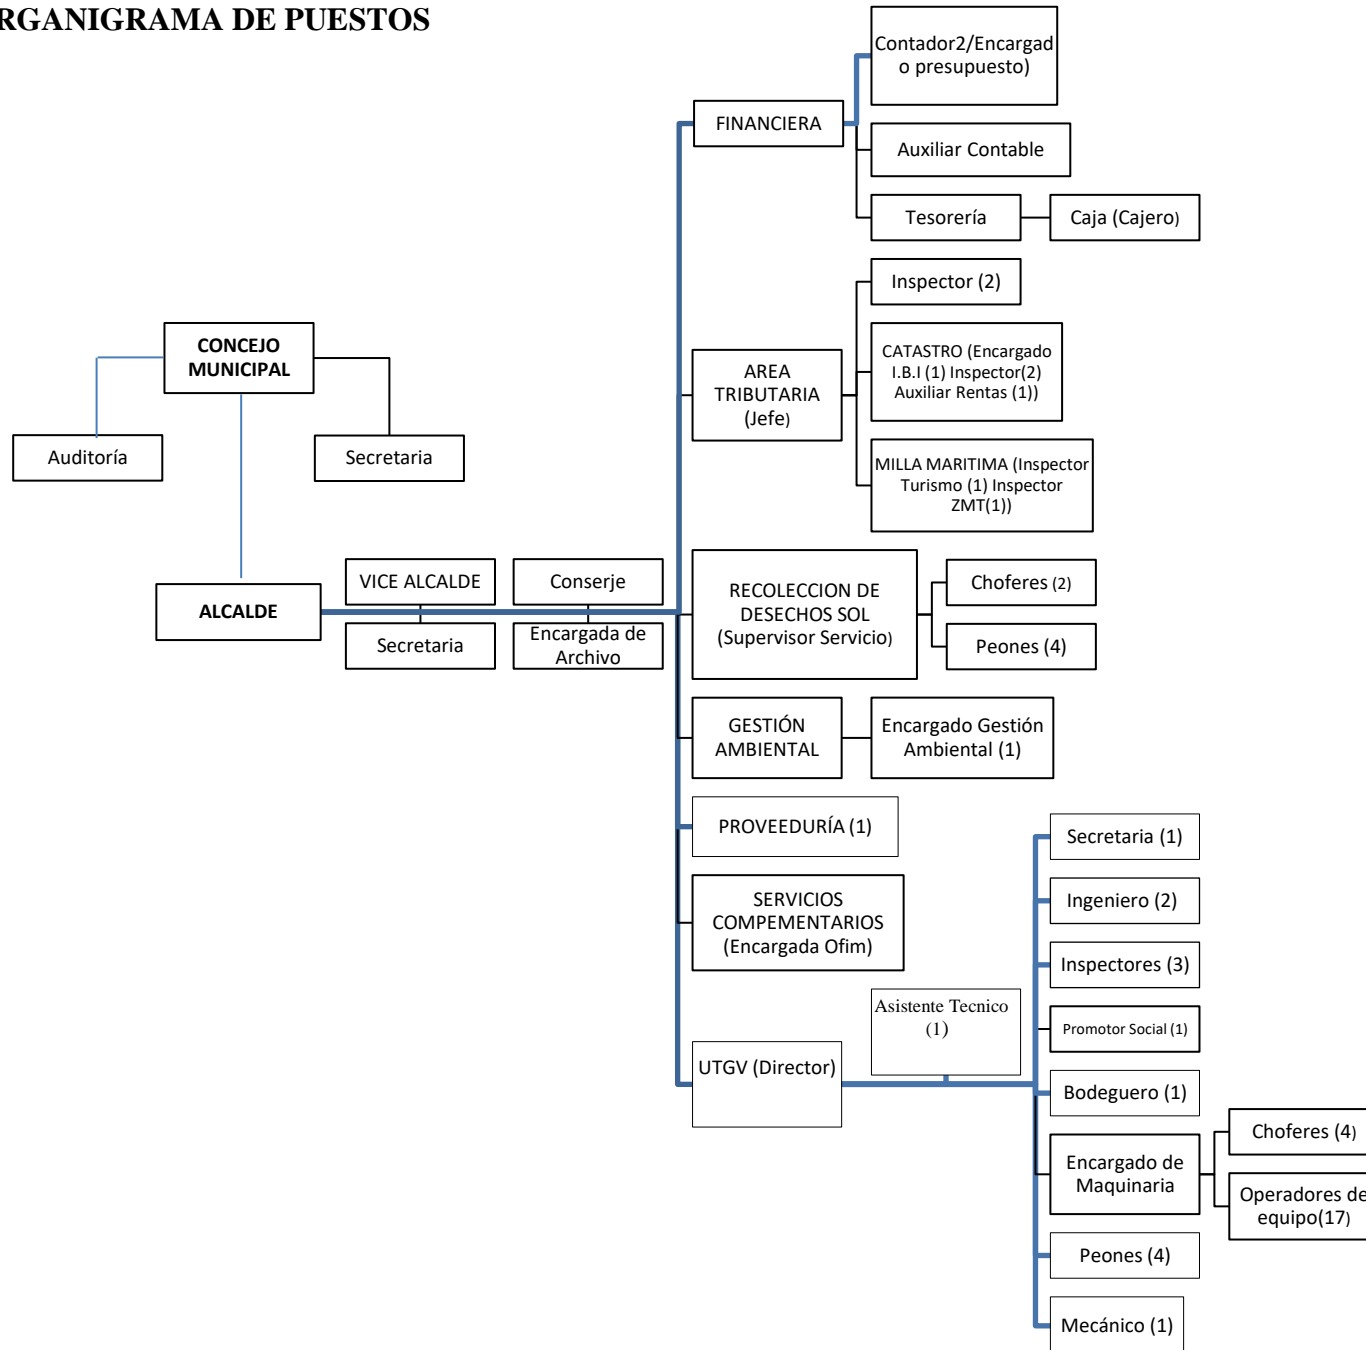 RGANIGRAMA DE PUESTOS
Contador2/Encargad
o presupuesto)
FINANCIERA
Auxiliar Contable
Tesorería
Caja (Cajero)
Inspector (2)
CONCEJO
MUNICIPAL
AREA
TRIBUTARIA
(Jefe)
CATASTRO (Encargado
I.B.I (1) Inspector(2)
Auxiliar Rentas (1))
Auditoría
Secretaria
MILLA MARITIMA (Inspector
Turismo (1) Inspector
ZMT(1))
ALCALDE
VICE ALCALDE
Secretaria
Conserje
Encargada de
Archivo
RECOLECCION DE
DESECHOS SOL
(Supervisor Servicio)
Choferes (2)
Peones (4)
GESTIÓN
AMBIENTAL
Encargado Gestión
Ambiental (1)
PROVEEDURÍA (1)
SERVICIOS
COMPEMENTARIOS
(Encargada Ofim)
Asistente Tecnico
(1)
UTGV (Director)
Secretaria (1)
Ingeniero (2)
Inspectores (3)
Promotor Social (1)
Bodeguero (1)
Encargado de
Maquinaria
Choferes (4)
Operadores de
equipo(17)
Peones (4)
Mecánico (1)